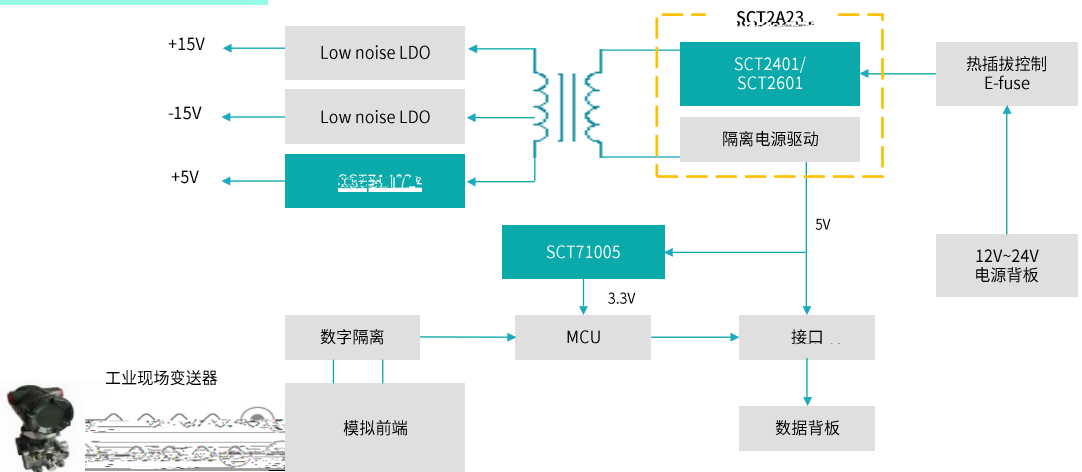 SCT2A23
+15V
Low noise LDO
SCT2401/
SCT2601
热插拔控制
E-fuse
-15V
Low noise LDO
隔离电源驱动
+5V
5V
SCT71005
12V~24V
电源背板
3.3V
数字隔离
MCU
接口
工业现场变送器
模拟前端
数据背板